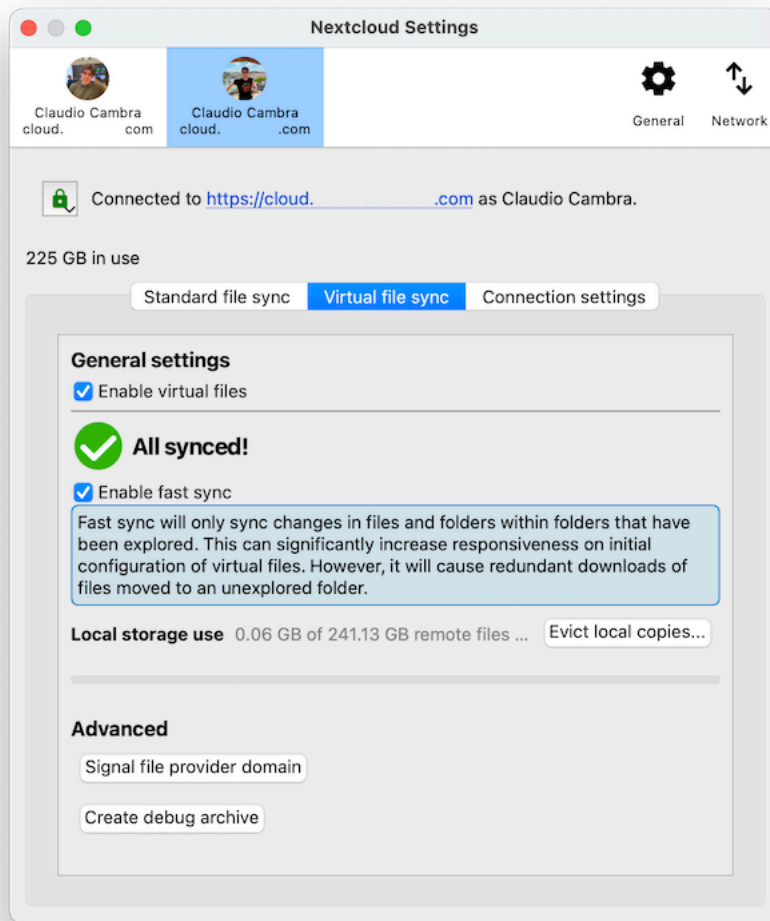 Nextcloud Settings
Claudio Cambra
cloud. com
Claudio Cambra
cloud. .com
General
Network
Connected to https://cloud. .com as Claudio Cambra.
225 GB in use
Standard file sync
Virtual file sync
Connection settings
General settings
Enable virtual files
All synced!
Enable fast sync
Fast sync will only sync changes in files and folders within folders that have
been explored. This can significantly increase responsiveness on initial
configuration of virtual files. However, it will cause redundant downloads of
files moved to an unexplored folder.
Local storage use 0.06 GB of 241.13 GB remote files ... Evict local copies...
Advanced
Signal file provider domain
Create debug archive